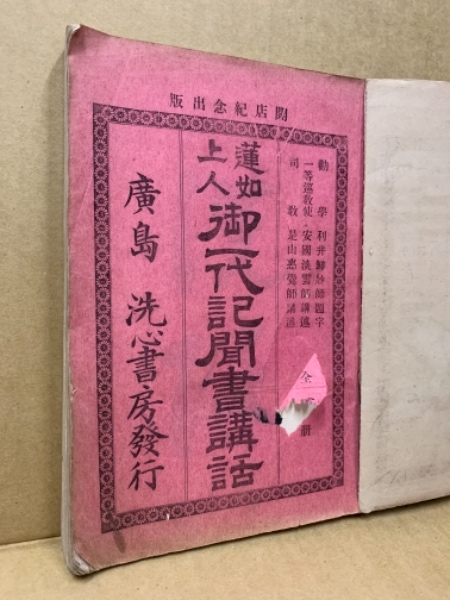 開店紀念出版
勸學 利井鮮妙師題字
一等巡教使 安國淡雲師講述
司教 是山惠覺師講述
全 冊
蓮如上人御一代記聞書講話
廣島 洗心書房發行